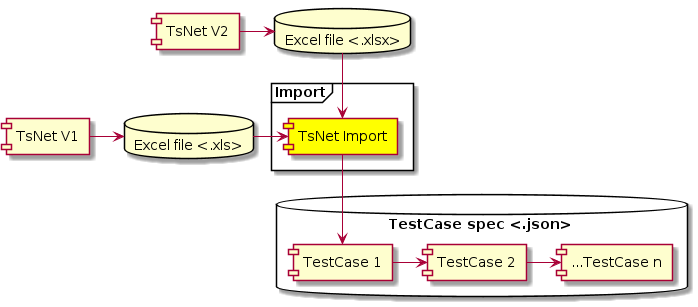 TsNet V2
Excel file <.xlsx>
Import
TsNet V1
Excel file <.xls>
TsNet Import
TestCase spec <.json>
TestCase 1
TestCase 2
...TestCase n